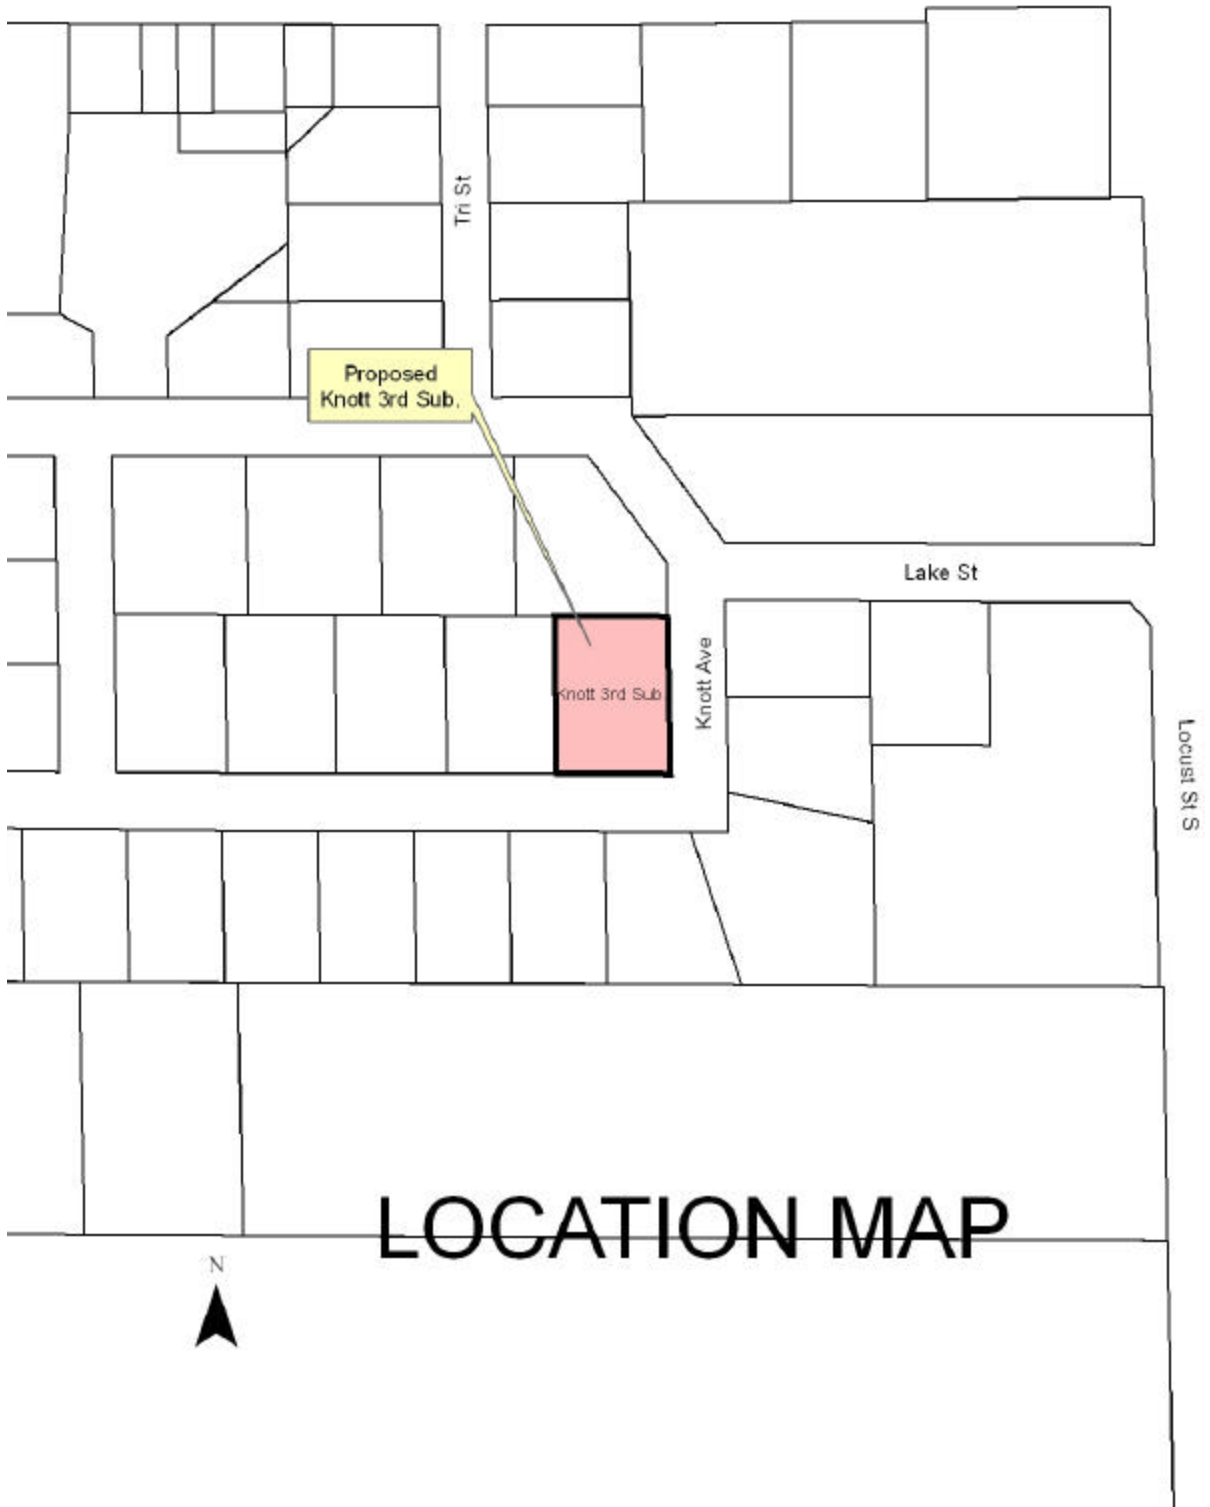 Tri St
Proposed
Knott 3rd Sub.
Lake St
Knott Ave
Knott 3rd Sub
Locust St S
LOCATION MAP
N